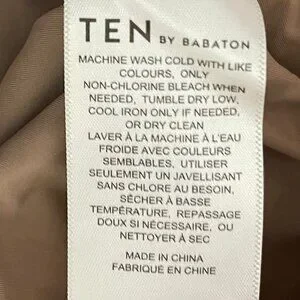 TEN BY BABATON
MACHINE WASH COLD WITH LIKE
COLOURS, ONLY
NON-CHLORINE BLEACH WHEN
NEEDED, TUMBLE DRY LOW,
COOL IRON ONLY IF NEEDED,
OR DRY CLEAN
LAVER À LA MACHINE À L'EAU
FROIDE AVEC COULEURS
SEMBLABLES, UTILISER
SEULEMENT UN JAVELLISANT
SANS CHLORE AU BESOIN,
SÉCHER À BASSE
TEMPÉRATURE, REPASSAGE
DOUX SI NÉCESSAIRE, OU
NETTOYER À SEC
MADE IN CHINA
FABRIQUÉ EN CHINE